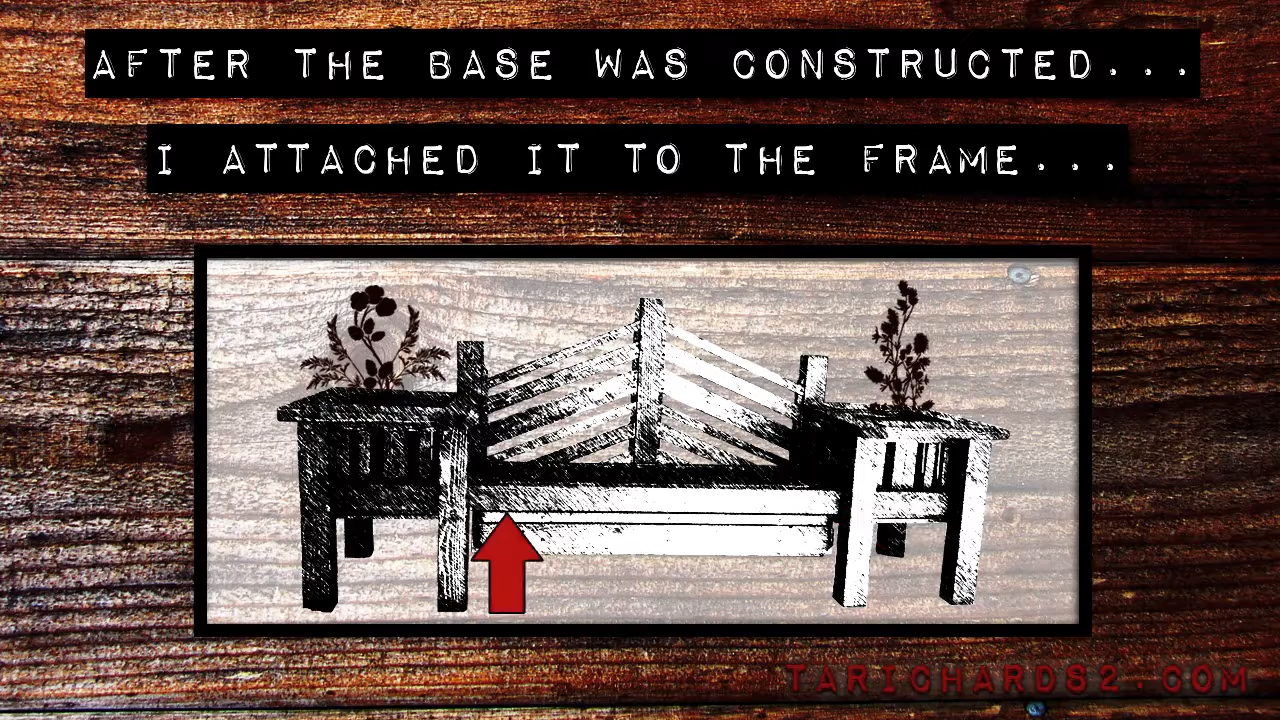 AFTER THE BASE WAS CONSTRUCTED...
I ATTACHED IT TO THE FRAME...
TARICHARDS2.COM